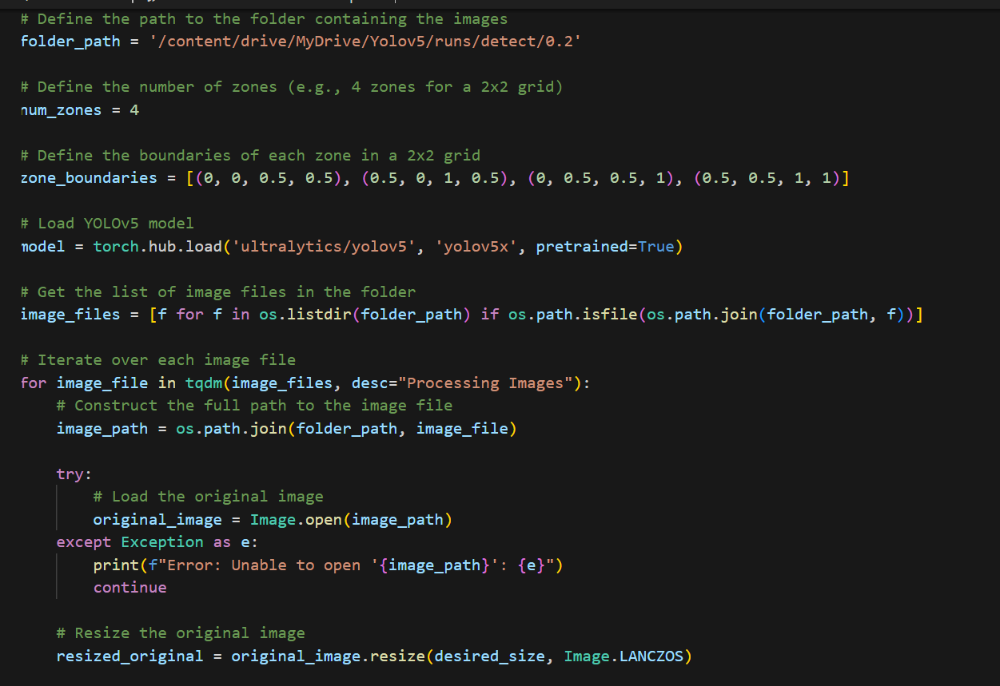 # Define the path to the folder containing the images
folder_path = '/content/drive/MyDrive/Yolov5/runs/detect/0.2'
# Define the number of zones (e.g., 4 zones for a 2x2 grid)
num_zones = 4
# Define the boundaries of each zone in a 2x2 grid
zone_boundaries = [(0, 0, 0.5, 0.5), (0.5, 0, 1, 0.5), (0, 0.5, 0.5, 1), (0.5, 0.5, 1, 1)]
# Load YOLOv5 model
model = torch.hub.load('ultralytics/yolov5', 'yolov5x', pretrained=True)
# Get the list of image files in the folder
image_files = [f for f in os.listdir(folder_path) if os.path.isfile(os.path.join(folder_path, f))]
# Iterate over each image file
for image_file in tqdm(image_files, desc="Processing Images"):
    # Construct the full path to the image file
    image_path = os.path.join(folder_path, image_file)
    try:
        # Load the original image
        original_image = Image.open(image_path)
    except Exception as e:
        print(f"Error: Unable to open '{image_path}': {e}")
        continue
    # Resize the original image
    resized_original = original_image.resize(desired_size, Image.LANCZOS)